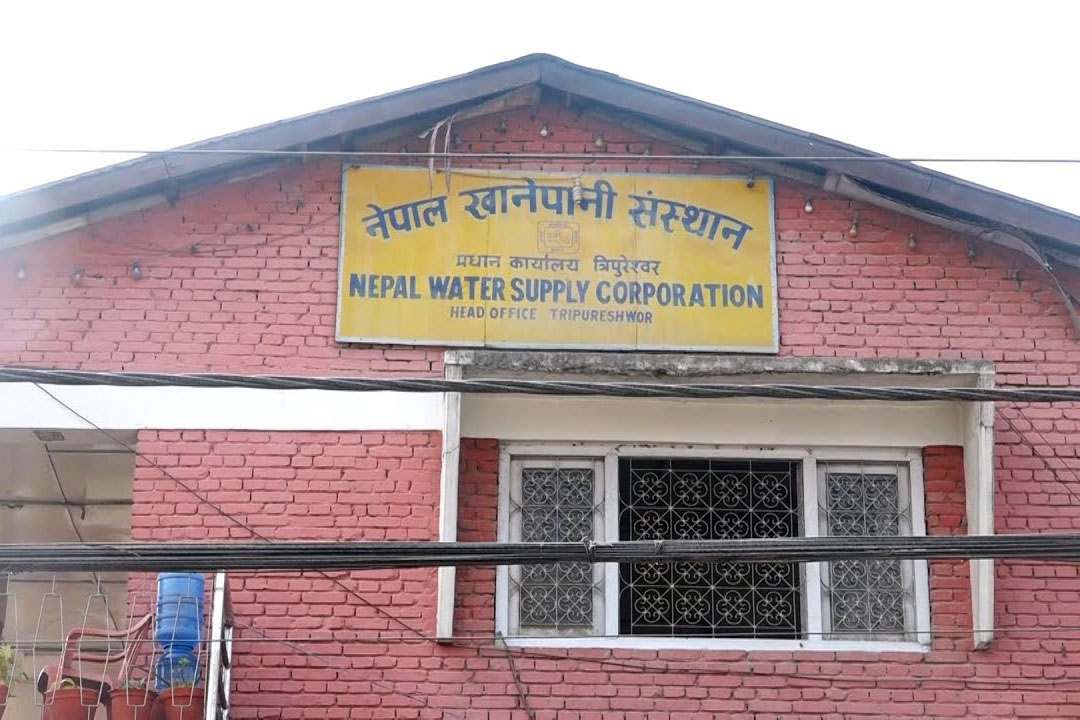 नेपाल खानेपानी संस्थान
प्रधान कार्यालय त्रिपुरेश्वर
NEPAL WATER SUPPLY CORPORATION
HEAD OFFICE TRIPURESHWOR